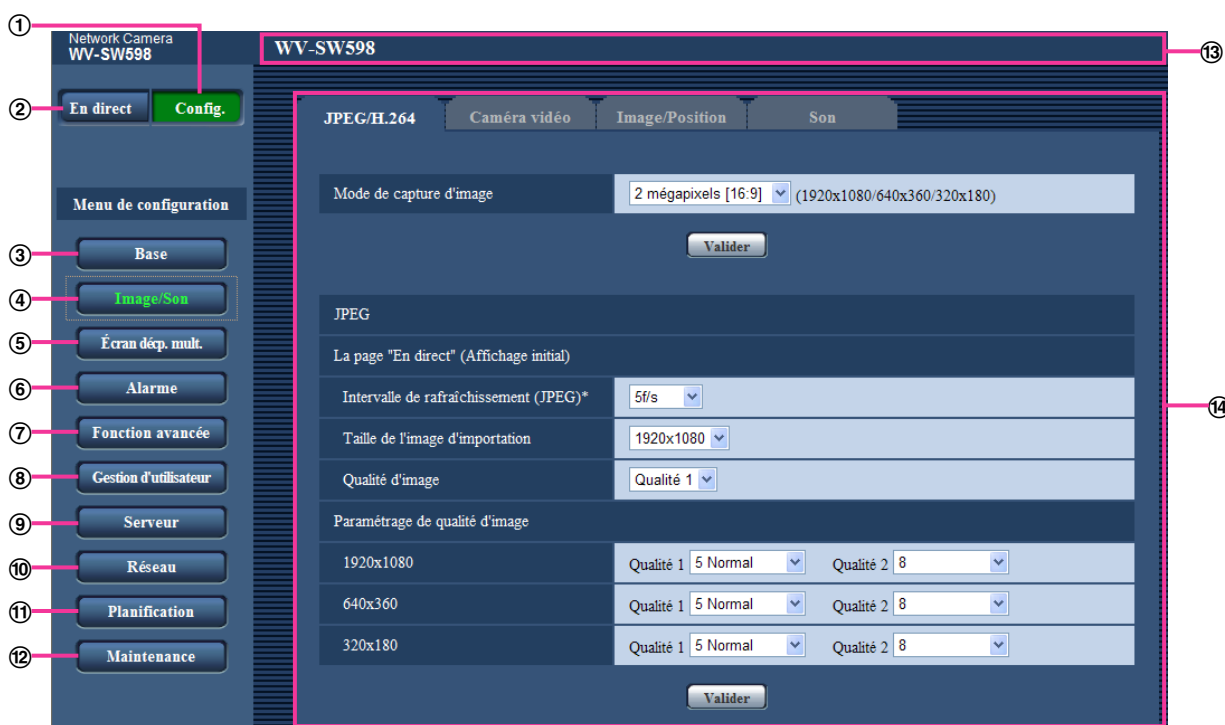 ①
Network Camera
WV-SW598
WV-SW598
⑬
② En direct Config.
JPEG/H.264 Caméra vidéo Image/Position Son
Menu de configuration
Mode de capture d'image 2 mégapixels [16:9] (1920x1080/640x360/320x180)
Valider
③ Base
④ Image/Son
⑤ Écran décp. mult.
⑥ Alarme
⑦ Fonction avancée
⑧ Gestion d'utilisateur
⑨ Serveur
⑩ Réseau
⑪ Planification
⑫ Maintenance
JPEG
La page "En direct" (Affichage initial)
Intervalle de rafraîchissement (JPEG)* 5f/s
⑭
Taille de l'image d'importation 1920x1080
Qualité d'image Qualité 1
Paramétrage de qualité d'image
1920x1080 Qualité 1 5 Normal Qualité 2 8
640x360 Qualité 1 5 Normal Qualité 2 8
320x180 Qualité 1 5 Normal Qualité 2 8
Valider